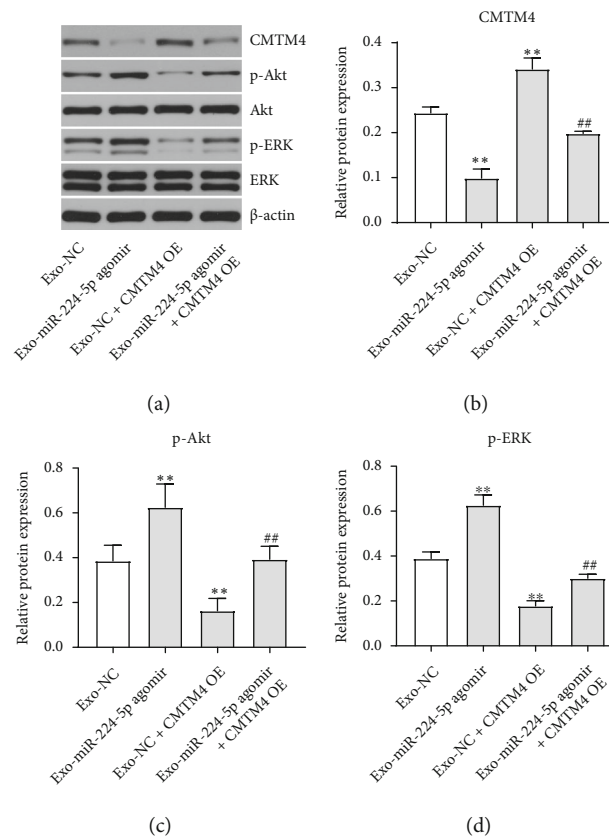 CMTM4
p-Akt
Akt
p-ERK
ERK
β-actin
Exo-NC
Exo-miR-224-5p agomir
Exo-NC + CMTM4 OE
Exo-miR-224-5p agomir
+ CMTM4 OE
(a)
CMTM4
Relative protein expression
0.4
0.3
0.2
0.1
0.0
**
**
##
Exo-NC
Exo-miR-224-5p agomir
Exo-NC + CMTM4 OE
Exo-miR-224-5p agomir
+ CMTM4 OE
(b)
p-Akt
Relative protein expression
0.8
0.6
0.4
0.2
0.0
**
**
##
Exo-NC
Exo-miR-224-5p agomir
Exo-NC + CMTM4 OE
Exo-miR-224-5p agomir
+ CMTM4 OE
(c)
p-ERK
Relative protein expression
0.8
0.6
0.4
0.2
0.0
**
**
##
Exo-NC
Exo-miR-224-5p agomir
Exo-NC + CMTM4 OE
Exo-miR-224-5p agomir
+ CMTM4 OE
(d)